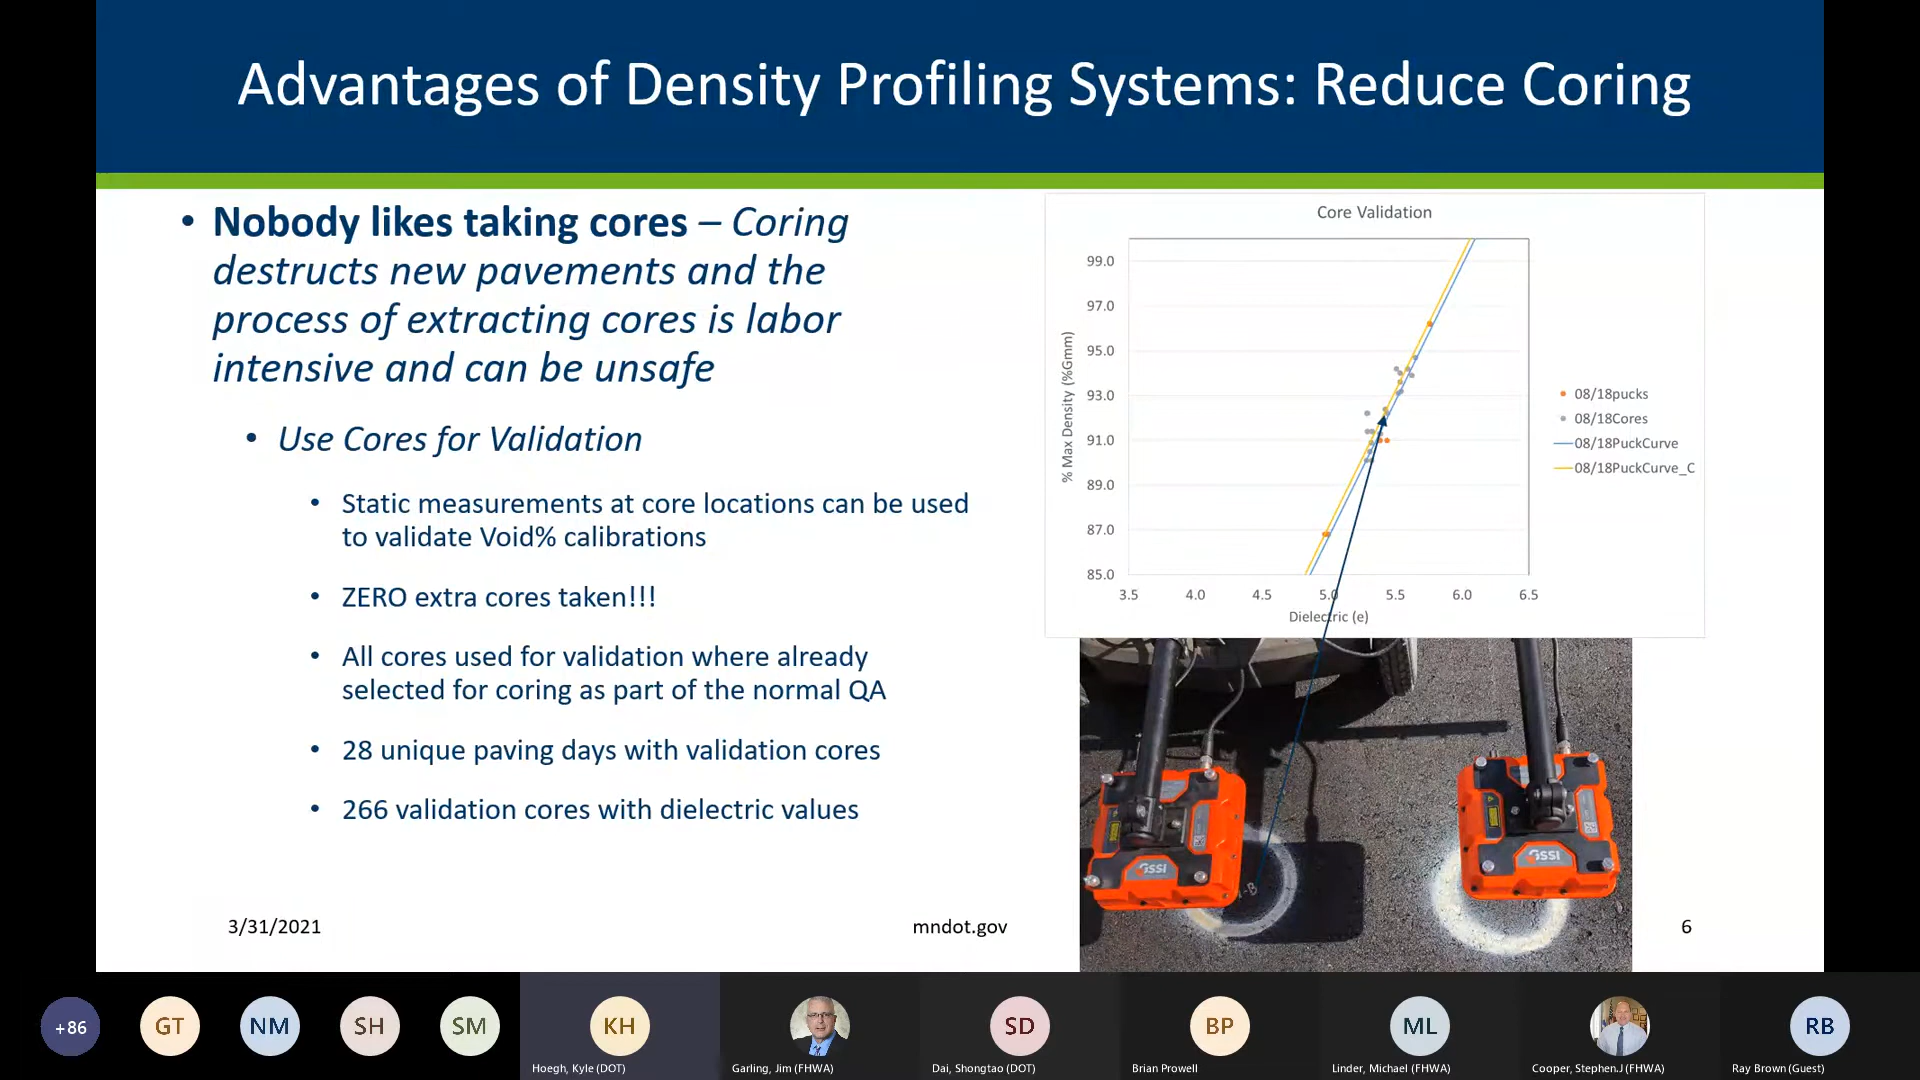 Advantages of Density Profiling Systems: Reduce Coring
• Nobody likes taking cores – Coring
destructs new pavements and the
process of extracting cores is labor
intensive and can be unsafe
• Use Cores for Validation
• Static measurements at core locations can be used
to validate Void% calibrations
• ZERO extra cores taken!!!
• All cores used for validation where already
selected for coring as part of the normal QA
• 28 unique paving days with validation cores
• 266 validation cores with dielectric values
Core Validation
% Max Density (%Gmm)
99.0
97.0
95.0
93.0
91.0
89.0
87.0
85.0
3.5 4.0 4.5 5.0 5.5 6.0 6.5
Dielectric (e)
08/18pucks
08/18Cores
08/18PuckCurve
08/18PuckCurve_C
GSSI
GSSI
3/31/2021
mndot.gov
6
+86
GT
NM
SH
SM
KH
SD
BP
ML
RB
Hoegh, Kyle (DOT)
Garling, Jim (FHWA)
Dai, Shongtao (DOT)
Brian Prowell
Linder, Michael (FHWA)
Cooper, Stephen.J (FHWA)
Ray Brown (Guest)